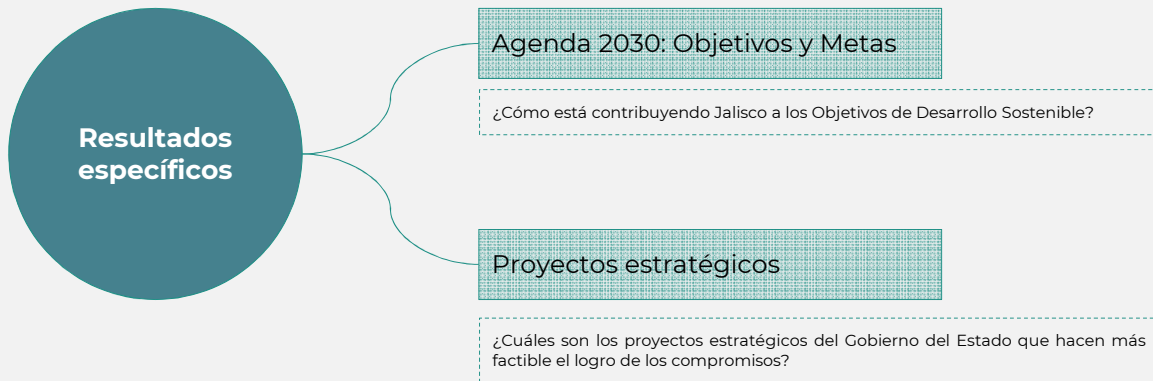 Resultados
específicos
Agenda 2030: Objetivos y Metas
¿Cómo está contribuyendo Jalisco a los Objetivos de Desarrollo Sostenible?
Proyectos estratégicos
¿Cuáles son los proyectos estratégicos del Gobierno del Estado que hacen más
factible el logro de los compromisos?